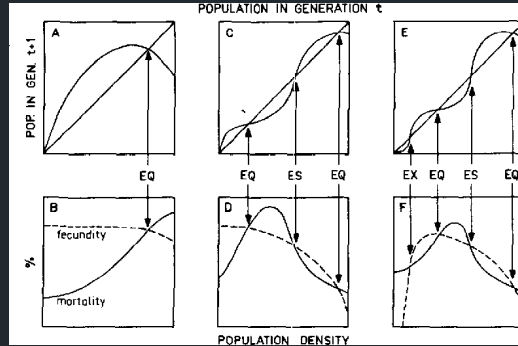 POPULATION IN GENERATION t
POP. IN GEN. t+1
A
C
E
EQ
EQ ES EQ
EX EQ ES EQ
%
B
fecundity
mortality
D
F
POPULATION DENSITY